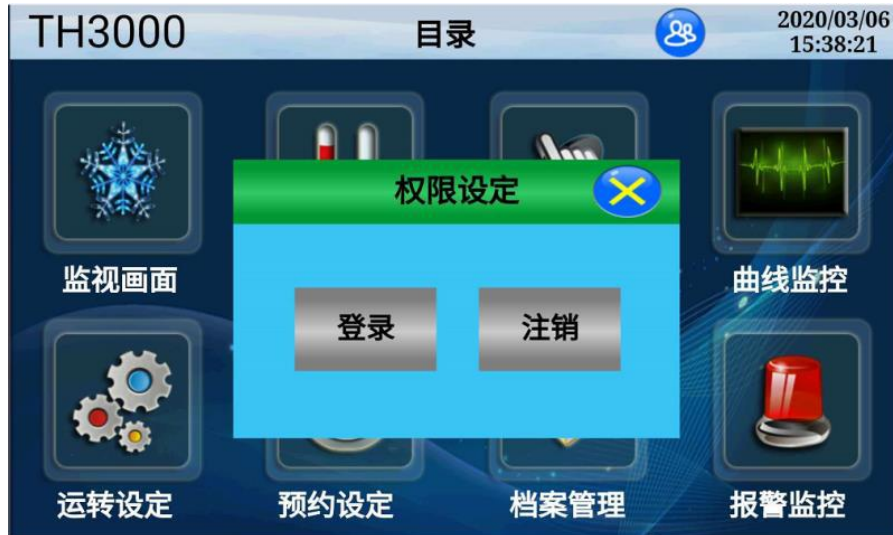 TH3000
目录
2020/03/06
15:38:21
权限设定
登录
注销
监视画面
曲线监控
运转设定
预约设定
档案管理
报警监控